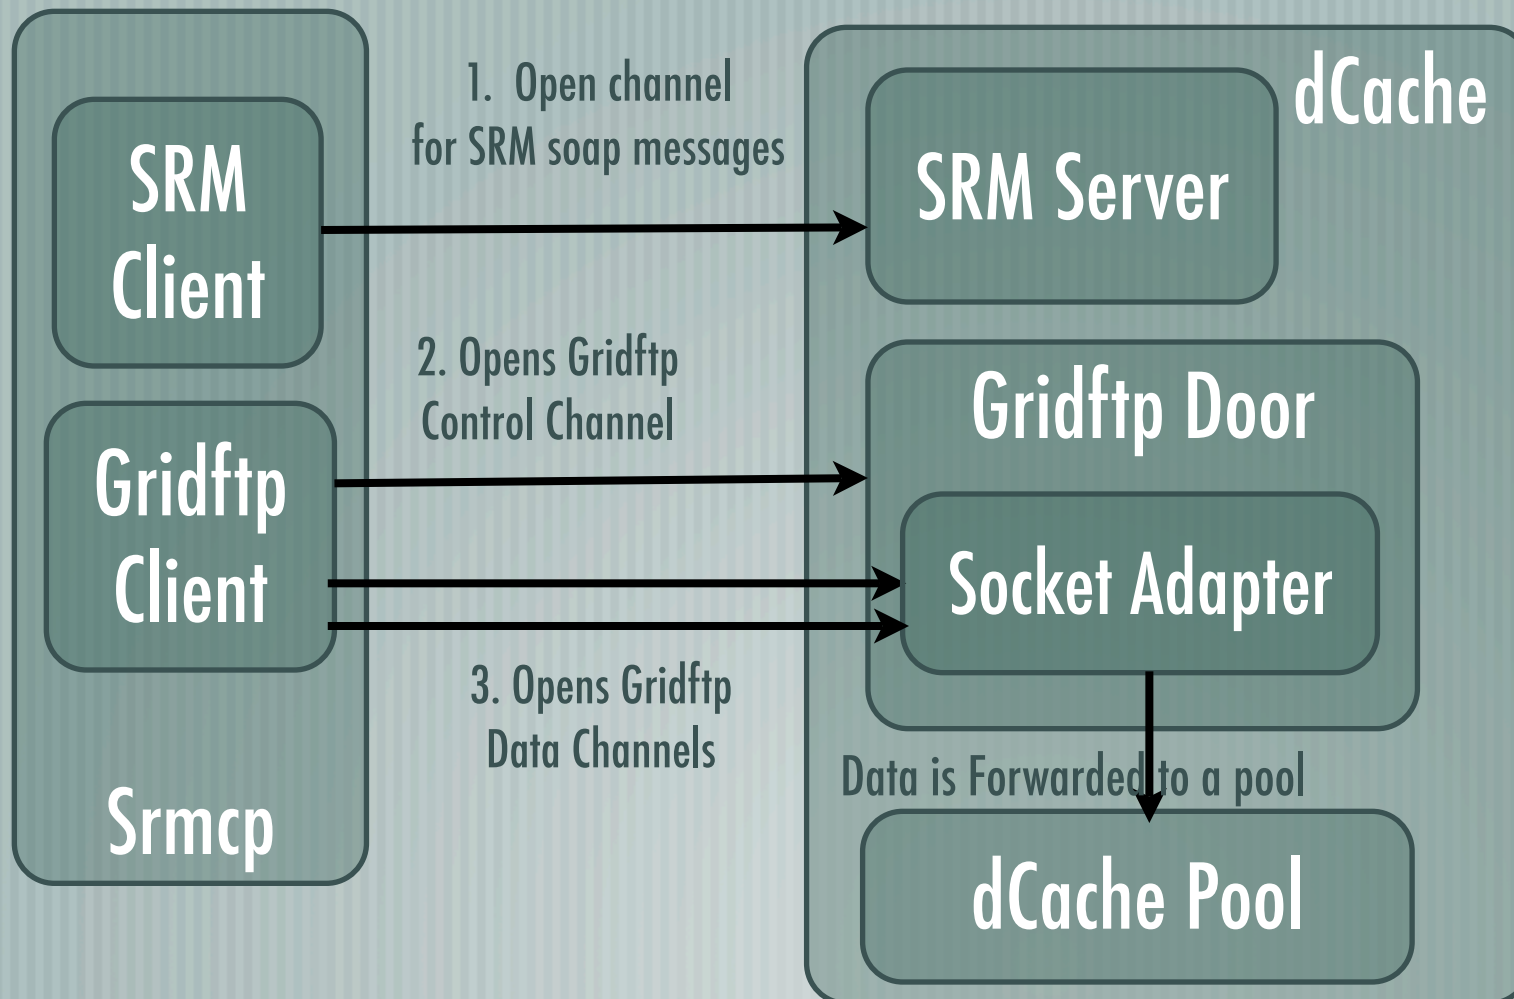 dCache
1. Open channel
for SRM soap messages
SRM
Client
SRM Server
2. Opens Gridftp
Control Channel
Gridftp Door
Gridftp
Client
Socket Adapter
3. Opens Gridftp
Data Channels
Data is Forwarded to a pool
Srmcp
dCache Pool